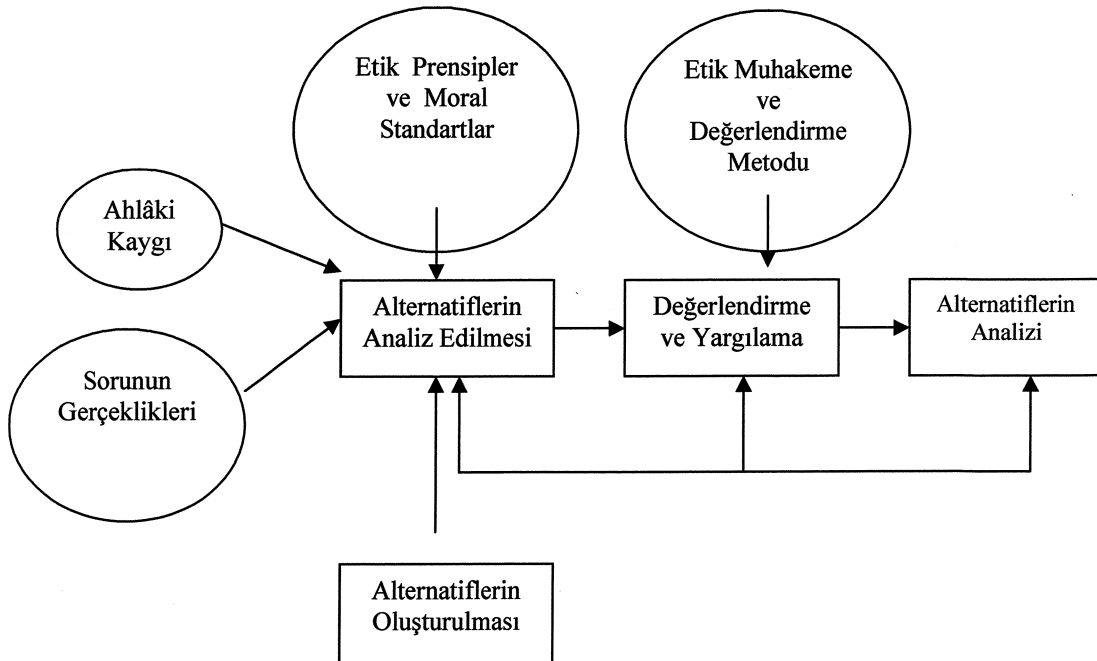 Etik Prensipler
ve Moral
Standartlar
Etik Muhakeme
ve
Değerlendirme
Metodu
Ahlâki
Kaygı
Alternatiflerin
Analiz Edilmesi
Değerlendirme
ve Yargılama
Alternatiflerin
Analizi
Sorunun
Gerçeklikleri
Alternatiflerin
Oluşturulması